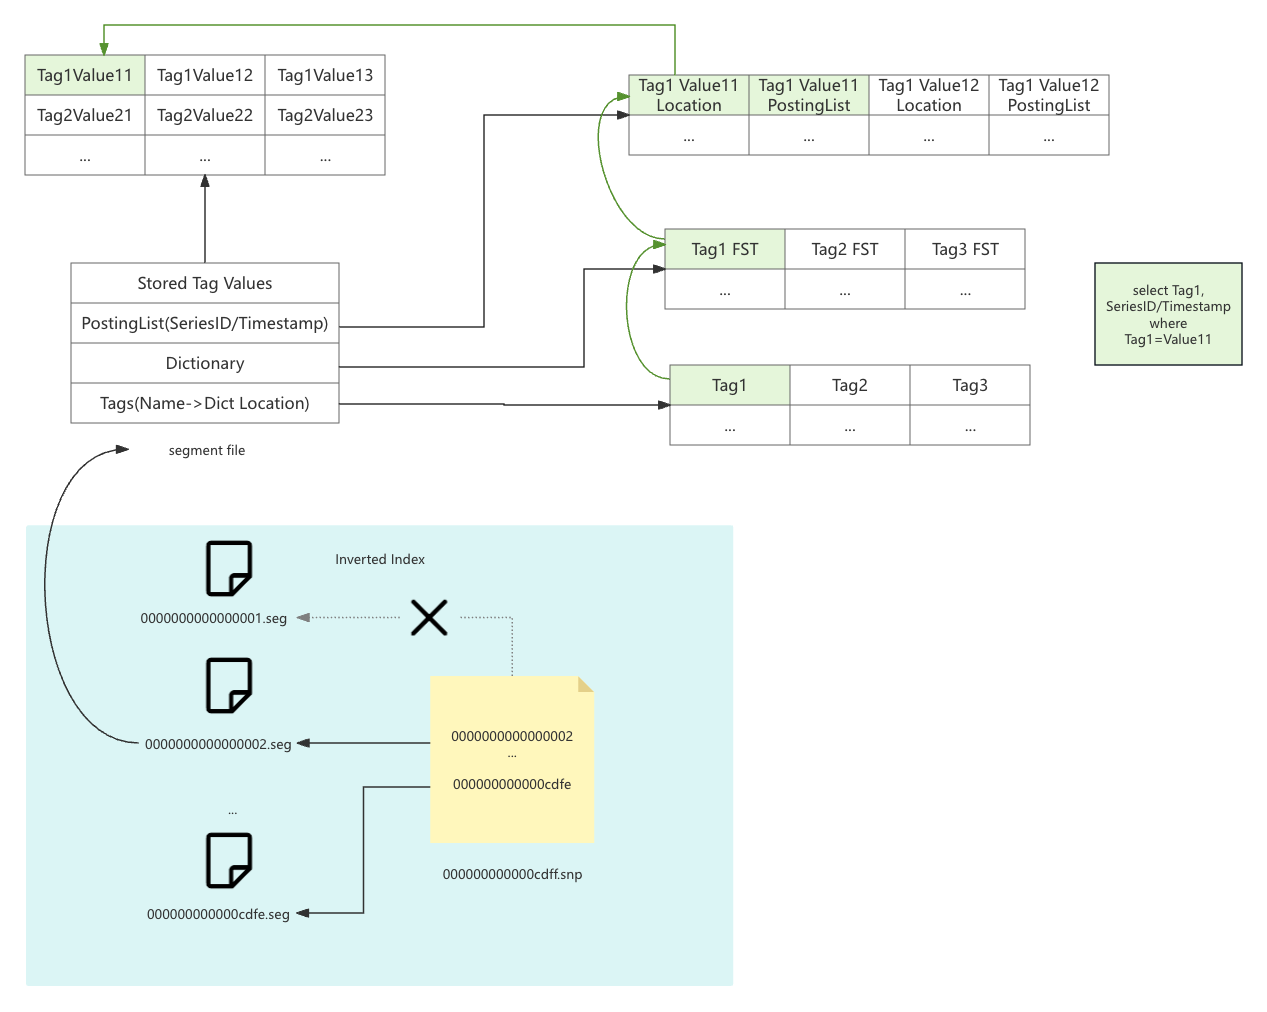 Tag1Value11 Tag1Value12 Tag1Value13
Tag2Value21 Tag2Value22 Tag2Value23
... ... ...
Tag1 Value11 Tag1 Value11 Tag1 Value12 Tag1 Value12
Location PostingList Location PostingList
... ... ... ...
Stored Tag Values
PostingList(SeriesID/Timestamp)
Dictionary
Tags(Name->Dict Location)
segment file
Tag1 FST Tag2 FST Tag3 FST
... ... ...
Tag1 Tag2 Tag3
... ... ...
select Tag1,
SeriesID/Timestamp
where
Tag1=Value11
Inverted Index
0000000000000001.seg
0000000000000002.seg
...
000000000000cdfe.seg
0000000000000002
...
000000000000cdfe
000000000000cdff.snp